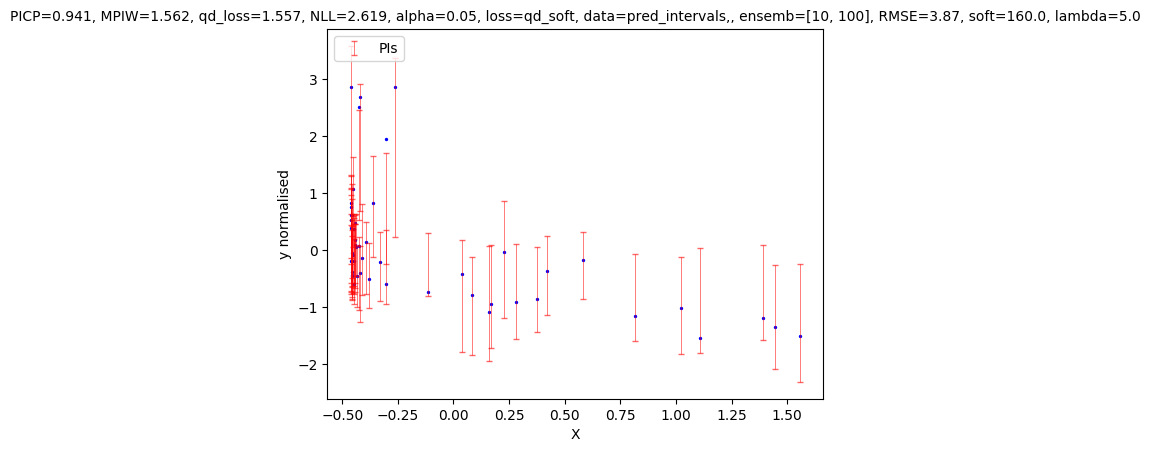 PICP=0.941, MPIW=1.562, qd_loss=1.557, NLL=2.619, alpha=0.05, loss=qd_soft, data=pred_intervals,, ensemb=[10, 100], RMSE=3.87, soft=160.0, lambda=5.0
PIs
3
2
1
0
−1
−2
y normalised
−0.50 −0.25 0.00 0.25 0.50 0.75 1.00 1.25 1.50
X